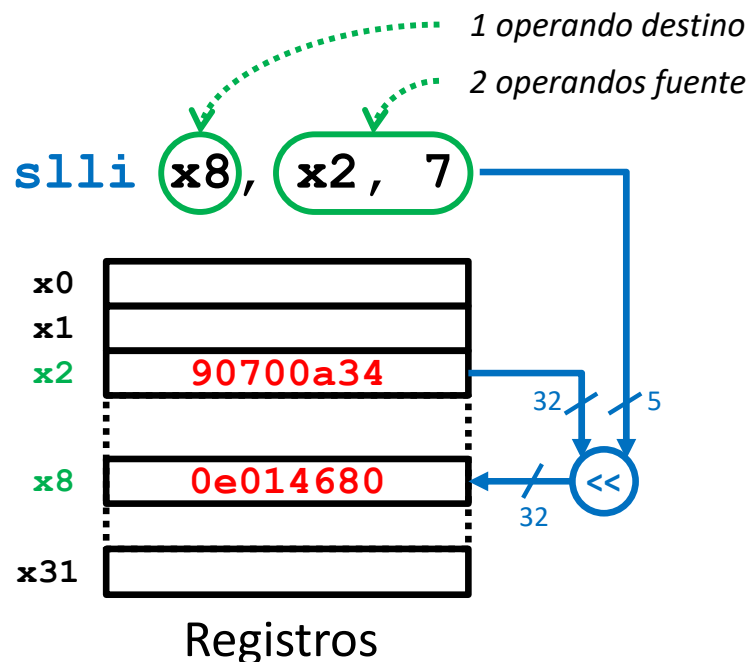 1 operando destino
2 operandos fuente
slli x8, x2, 7
x0
x1
x2 90700a34
32 5
x8 0e014680 <<
32
x31
Registros